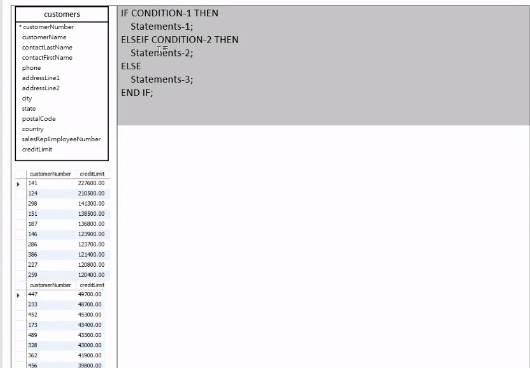 customers
* customerNumber
customerName
contactLastName
contactFirstName
phone
addressLine1
addressLine2
city
state
postalCode
country
salesRepEmployeeNumber
creditLimit
IF CONDITION-1 THEN
Statements-1;
ELSEIF CONDITION-2 THEN
Statements-2;
ELSE
Statements-3;
END IF;
customerNumber creditLimit
141 227600.00
124 210500.00
298 141300.00
151 138500.00
187 136800.00
146 123900.00
286 123700.00
386 121400.00
227 120800.00
259 120400.00
customerNumber creditLimit
447 49700.00
233 48700.00
452 45300.00
173 43400.00
489 43300.00
328 43000.00
362 41900.00
456 39800.00